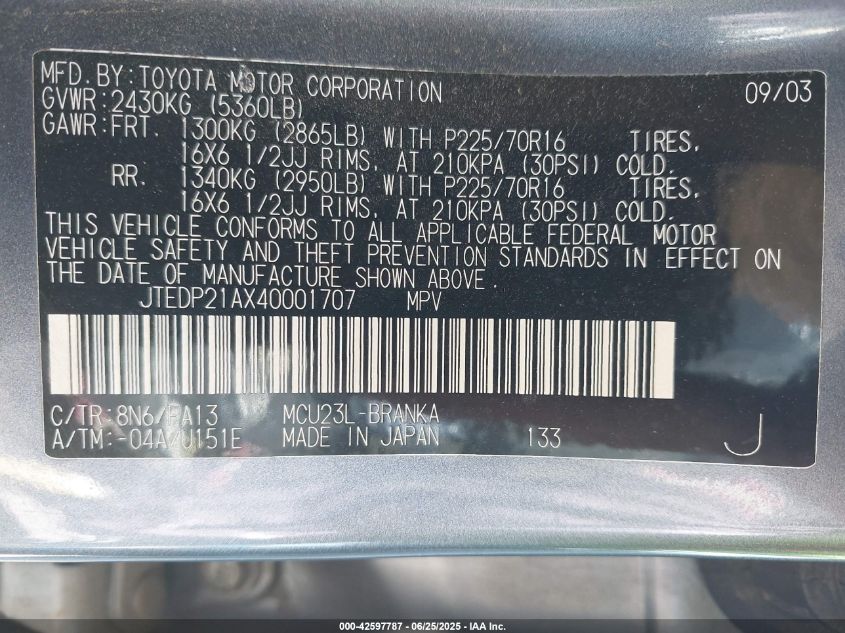 MFD. BY: TOYOTA MOTOR CORPORATION 09/03
GVWR: 2430KG (5360LB)
GAWR: FRT. 1300KG (2865LB) WITH P225/70R16 TIRES,
16X6 1/2JJ RIMS, AT 210KPA (30PSI) COLD.
RR. 1340KG (2950LB) WITH P225/70R16 TIRES,
16X6 1/2JJ RIMS, AT 210KPA (30PSI) COLD.
THIS VEHICLE CONFORMS TO ALL APPLICABLE FEDERAL MOTOR
VEHICLE SAFETY AND THEFT PREVENTION STANDARDS IN EFFECT ON
THE DATE OF MANUFACTURE SHOWN ABOVE.
JTEDP21AX40001707 MPV
C/TR: 8N6/FA13 MCU23L-BRANKA
A/TM: -04A/U151E MADE IN JAPAN 133 J
000-42597787 - 06/25/2025 - IAA Inc.